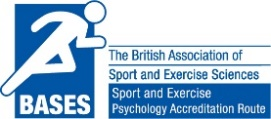 The British Association of
Sport and Exercise Sciences
Sport and Exercise
Psychology Accreditation Route
BASES